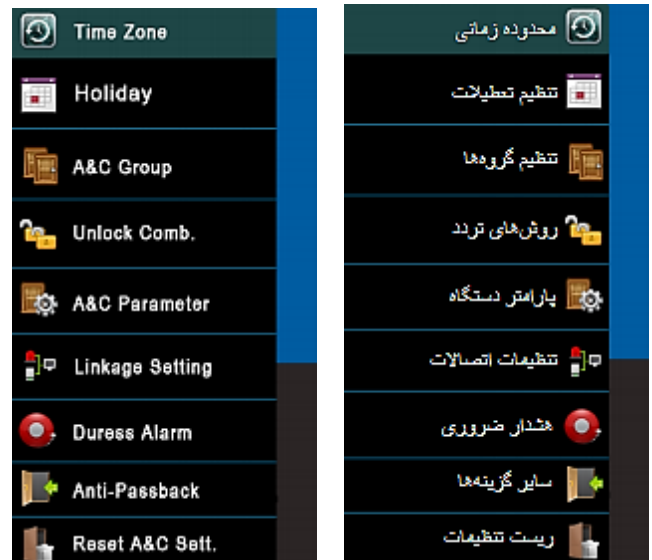 Time Zone
Holiday
A&C Group
Unlock Comb.
A&C Parameter
Linkage Setting
Duress Alarm
Anti-Passback
Reset A&C Sett.
محدوده زمانی
تنظیم تعطیلات
تنظیم گروه‌ها
روش‌های تردد
پارامتر دستگاه
تنظیمات اتصالات
هشدار ضروری
سایر گزینه‌ها
ریست تنظیمات